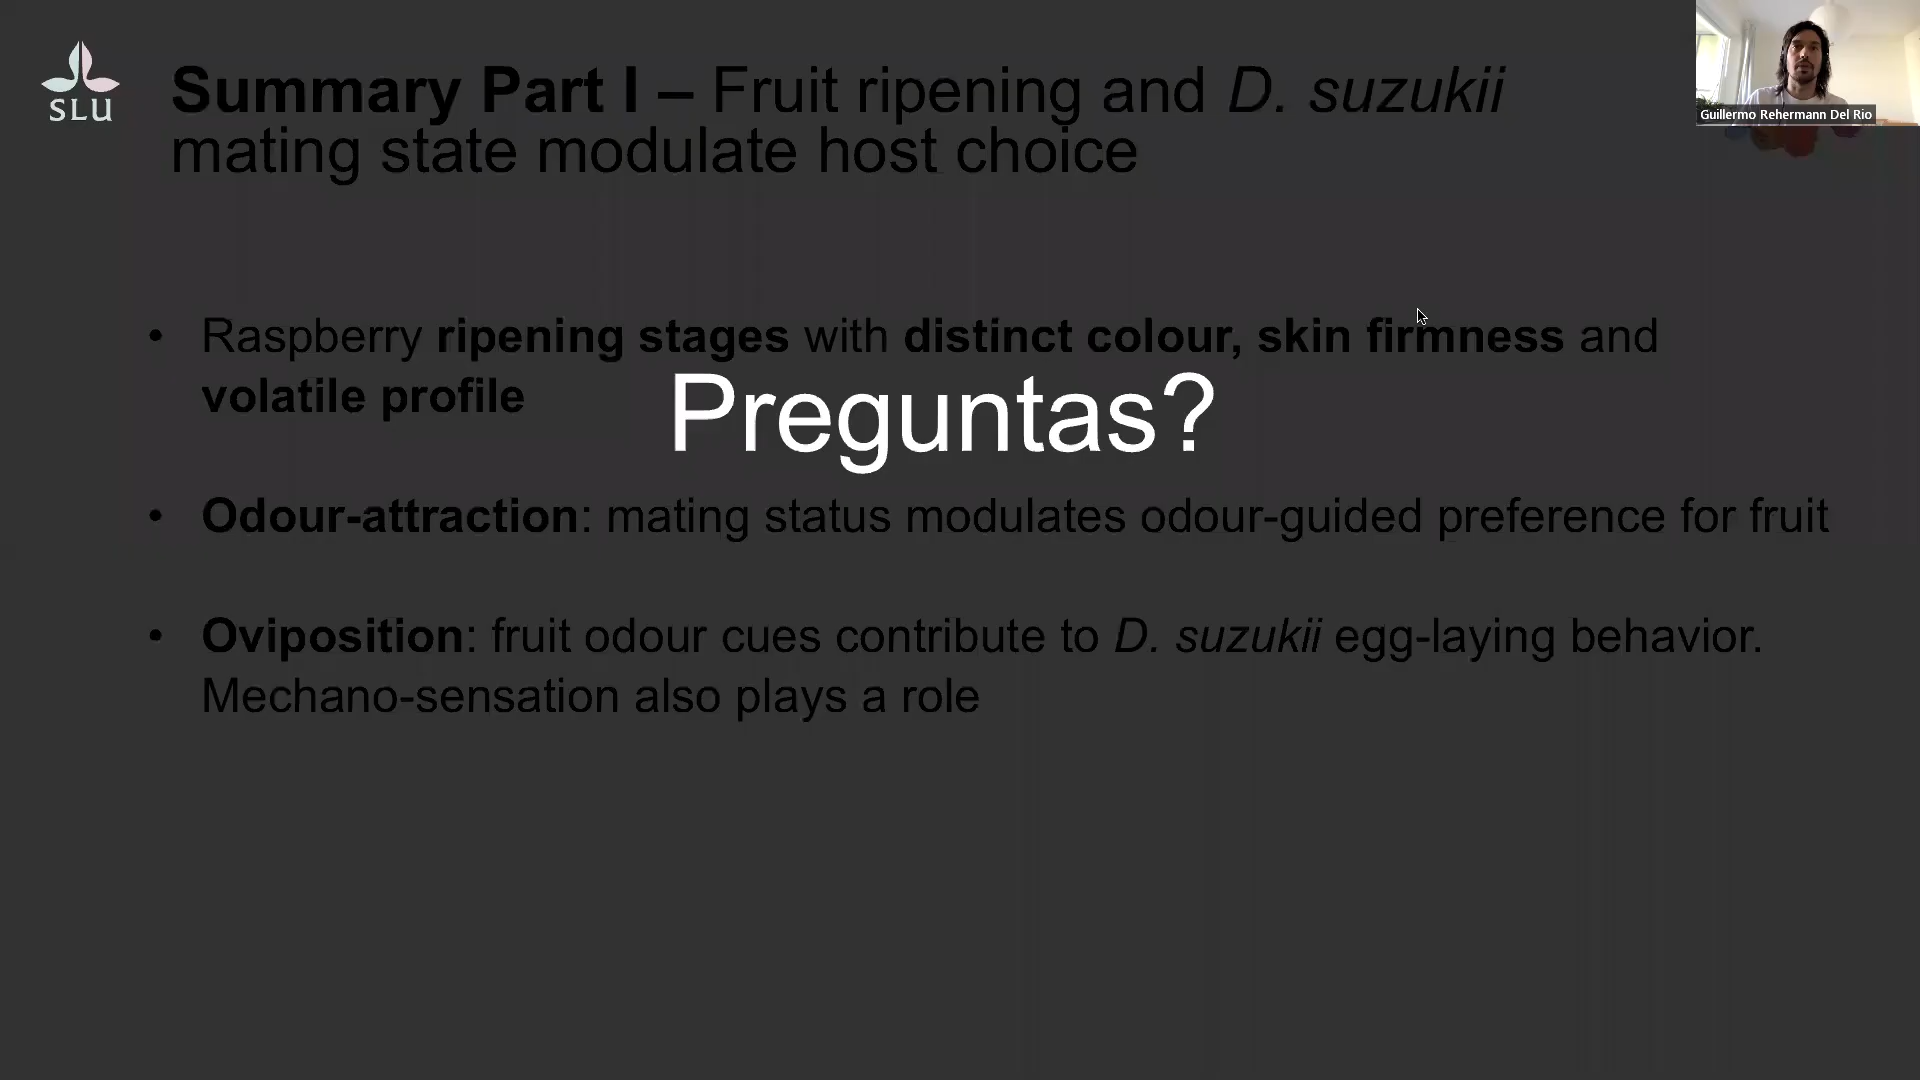 SLU
Summary Part I – Fruit ripening and D. suzukii
mating state modulate host choice
Guillermo Rehermann Del Rio
• Raspberry ripening stages with distinct colour, skin firmness and
volatile profile
Preguntas?
• Odour-attraction: mating status modulates odour-guided preference for fruit
• Oviposition: fruit odour cues contribute to D. suzukii egg-laying behavior.
Mechano-sensation also plays a role